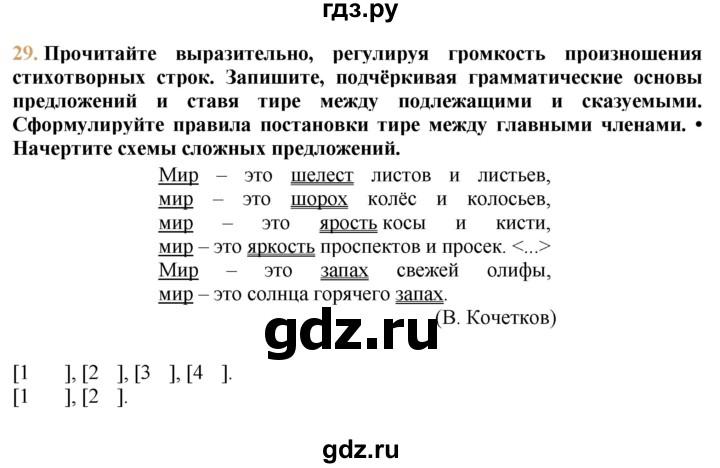 гдз.ру
29. Прочитайте выразительно, регулируя громкость произношения
стихотворных строк. Запишите, подчёркивая грамматические основы
предложений и ставя тире между подлежащими и сказуемыми.
Сформулируйте правила постановки тире между главными членами. •
Начертите схемы сложных предложений.
Мир – это шелест листов и листьев,
мир – это шорох колёс и колосьев,
мир – это ярость косы и кисти,
мир – это яркость проспектов и просек. <...>
Мир – это запах свежей олифы,
мир – это солнца горячего запах.
(В. Кочетков)
gdz.ru
[1 ], [2 ], [3 ], [4 ].
[1 ], [2 ].
gdz.ru